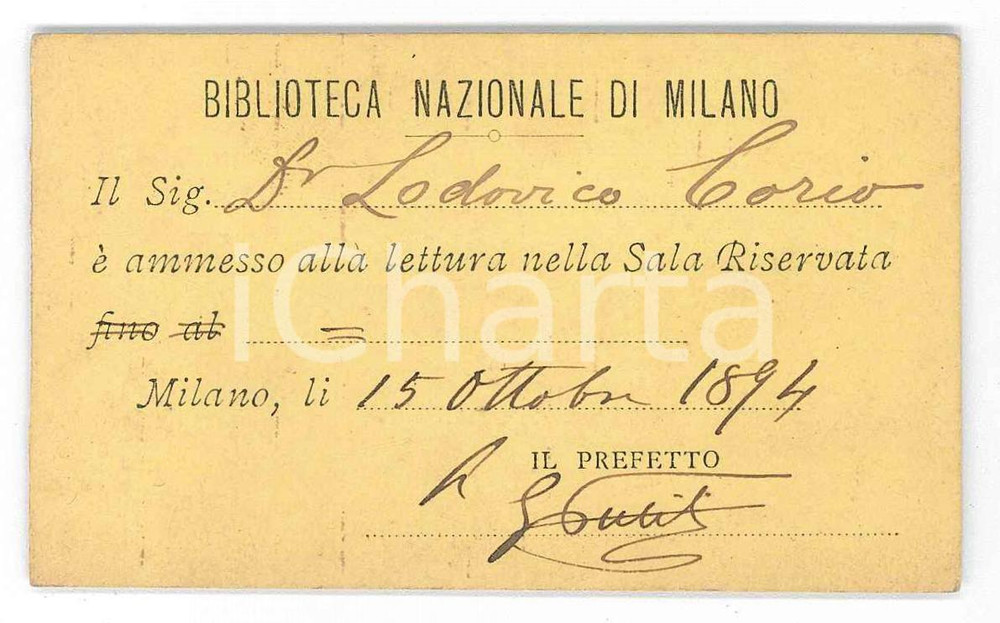 BIBLIOTECA NAZIONALE DI MILANO
Il Sig. Dr Lodovico Corio
è ammesso alla lettura nella Sala Riservata
fino al =
Milano, li 15 Ottobre 1894
IL PREFETTO
iCharta